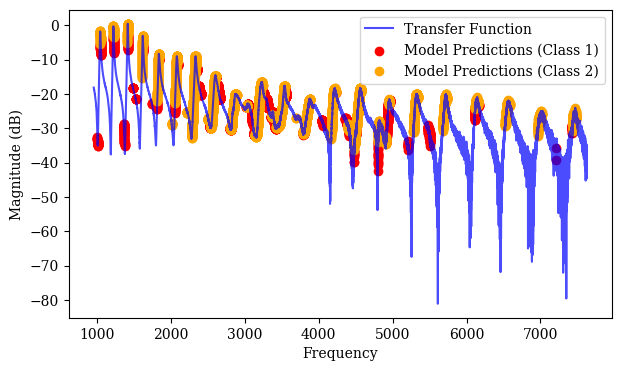 Transfer Function
Model Predictions (Class 1)
Model Predictions (Class 2)
Magnitude (dB)
0
−10
−20
−30
−40
−50
−60
−70
−80
1000 2000 3000 4000 5000 6000 7000
Frequency